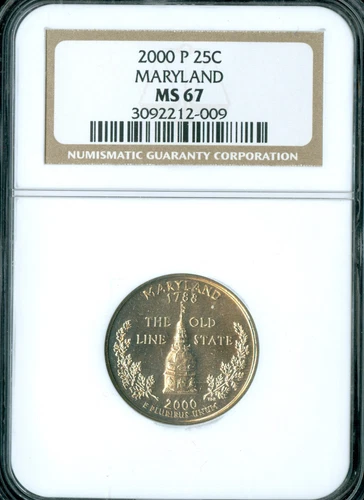 2000 P 25C
MARYLAND
MS 67
3092212-009
NUMISMATIC GUARANTY CORPORATION
MARYLAND
1788
THE OLD
LINE STATE
2000
E PLURIBUS UNUM